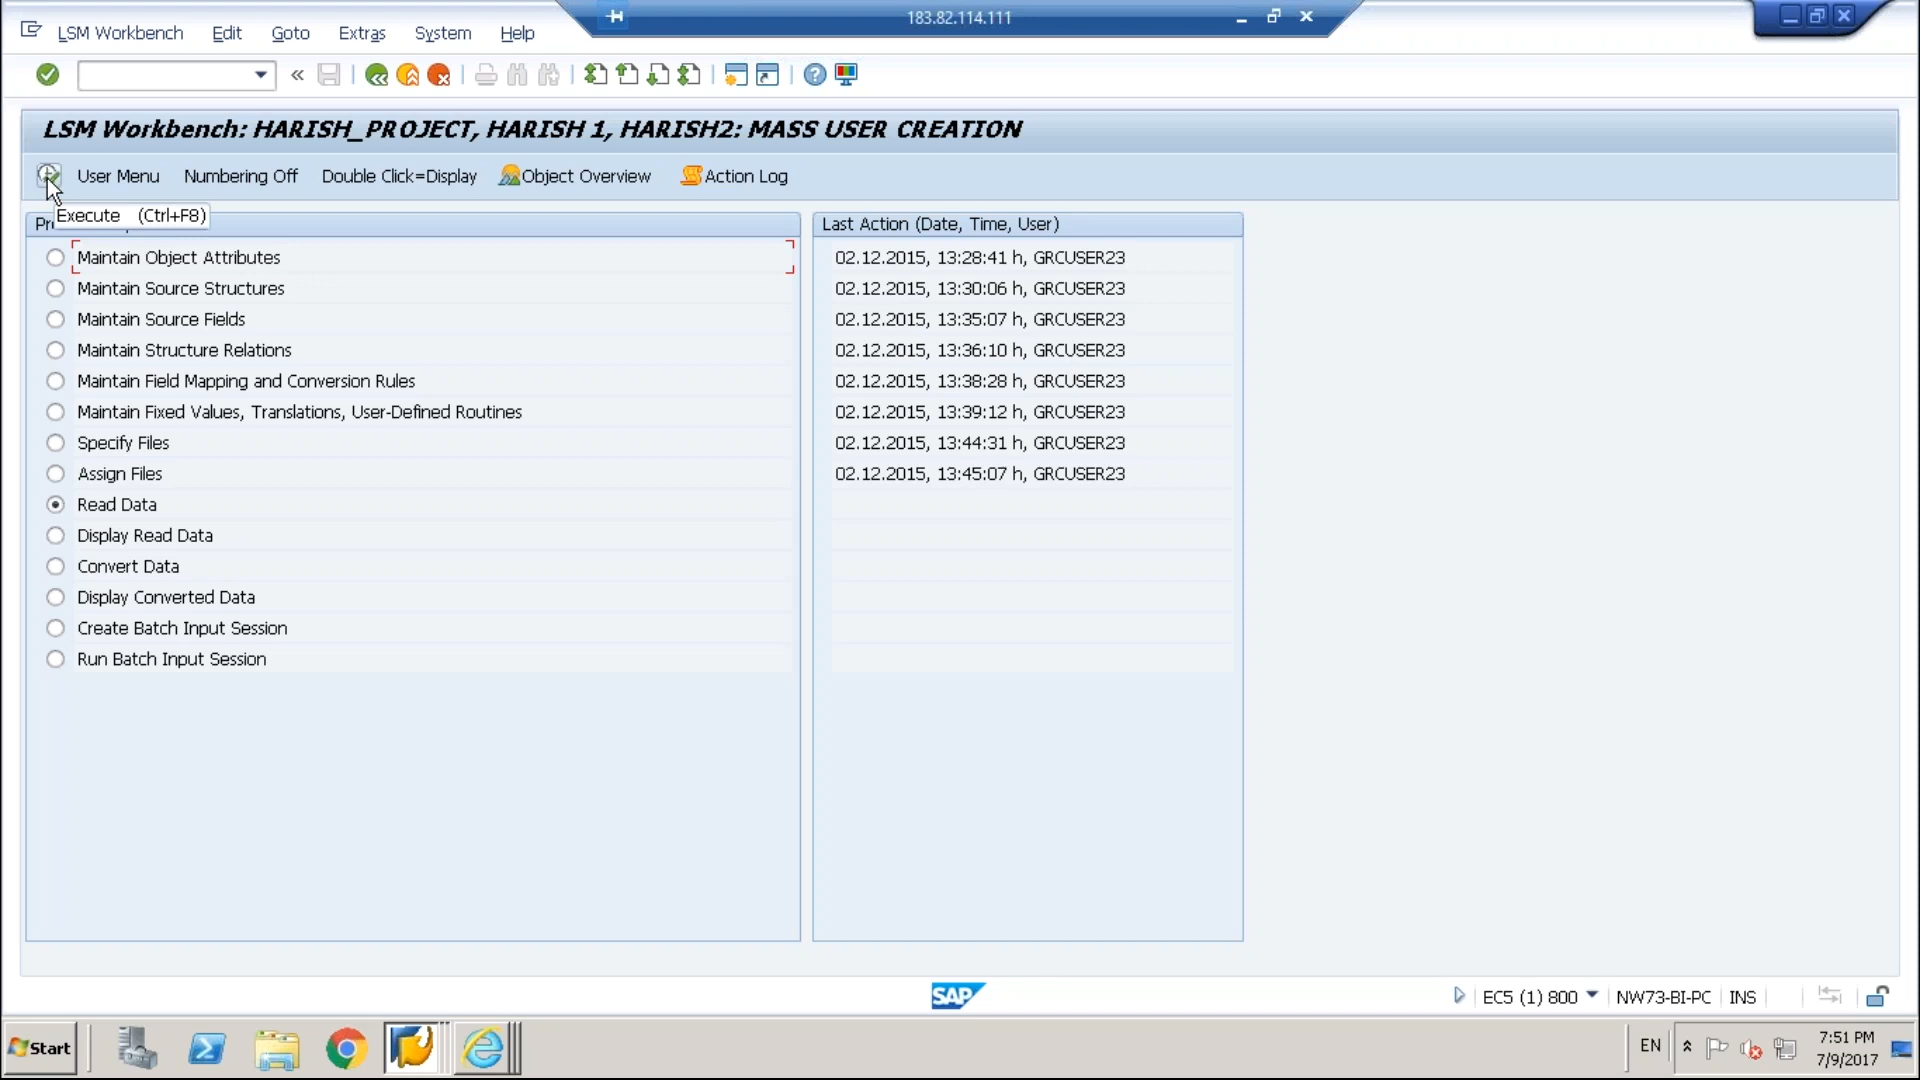 183.82.114.111
LSM Workbench Edit Goto Extras System Help
LSM Workbench: HARISH_PROJECT, HARISH 1, HARISH2: MASS USER CREATION
User Menu Numbering Off Double Click=Display Object Overview Action Log
Execute (Ctrl+F8)
Pr
Last Action (Date, Time, User)
Maintain Object Attributes 02.12.2015, 13:28:41 h, GRCUSER23
Maintain Source Structures 02.12.2015, 13:30:06 h, GRCUSER23
Maintain Source Fields 02.12.2015, 13:35:07 h, GRCUSER23
Maintain Structure Relations 02.12.2015, 13:36:10 h, GRCUSER23
Maintain Field Mapping and Conversion Rules 02.12.2015, 13:38:28 h, GRCUSER23
Maintain Fixed Values, Translations, User-Defined Routines 02.12.2015, 13:39:12 h, GRCUSER23
Specify Files 02.12.2015, 13:44:31 h, GRCUSER23
Assign Files 02.12.2015, 13:45:07 h, GRCUSER23
Read Data
Display Read Data
Convert Data
Display Converted Data
Create Batch Input Session
Run Batch Input Session
SAP EC5 (1) 800 NW73-BI-PC INS
Start EN 7:51 PM
7/9/2017